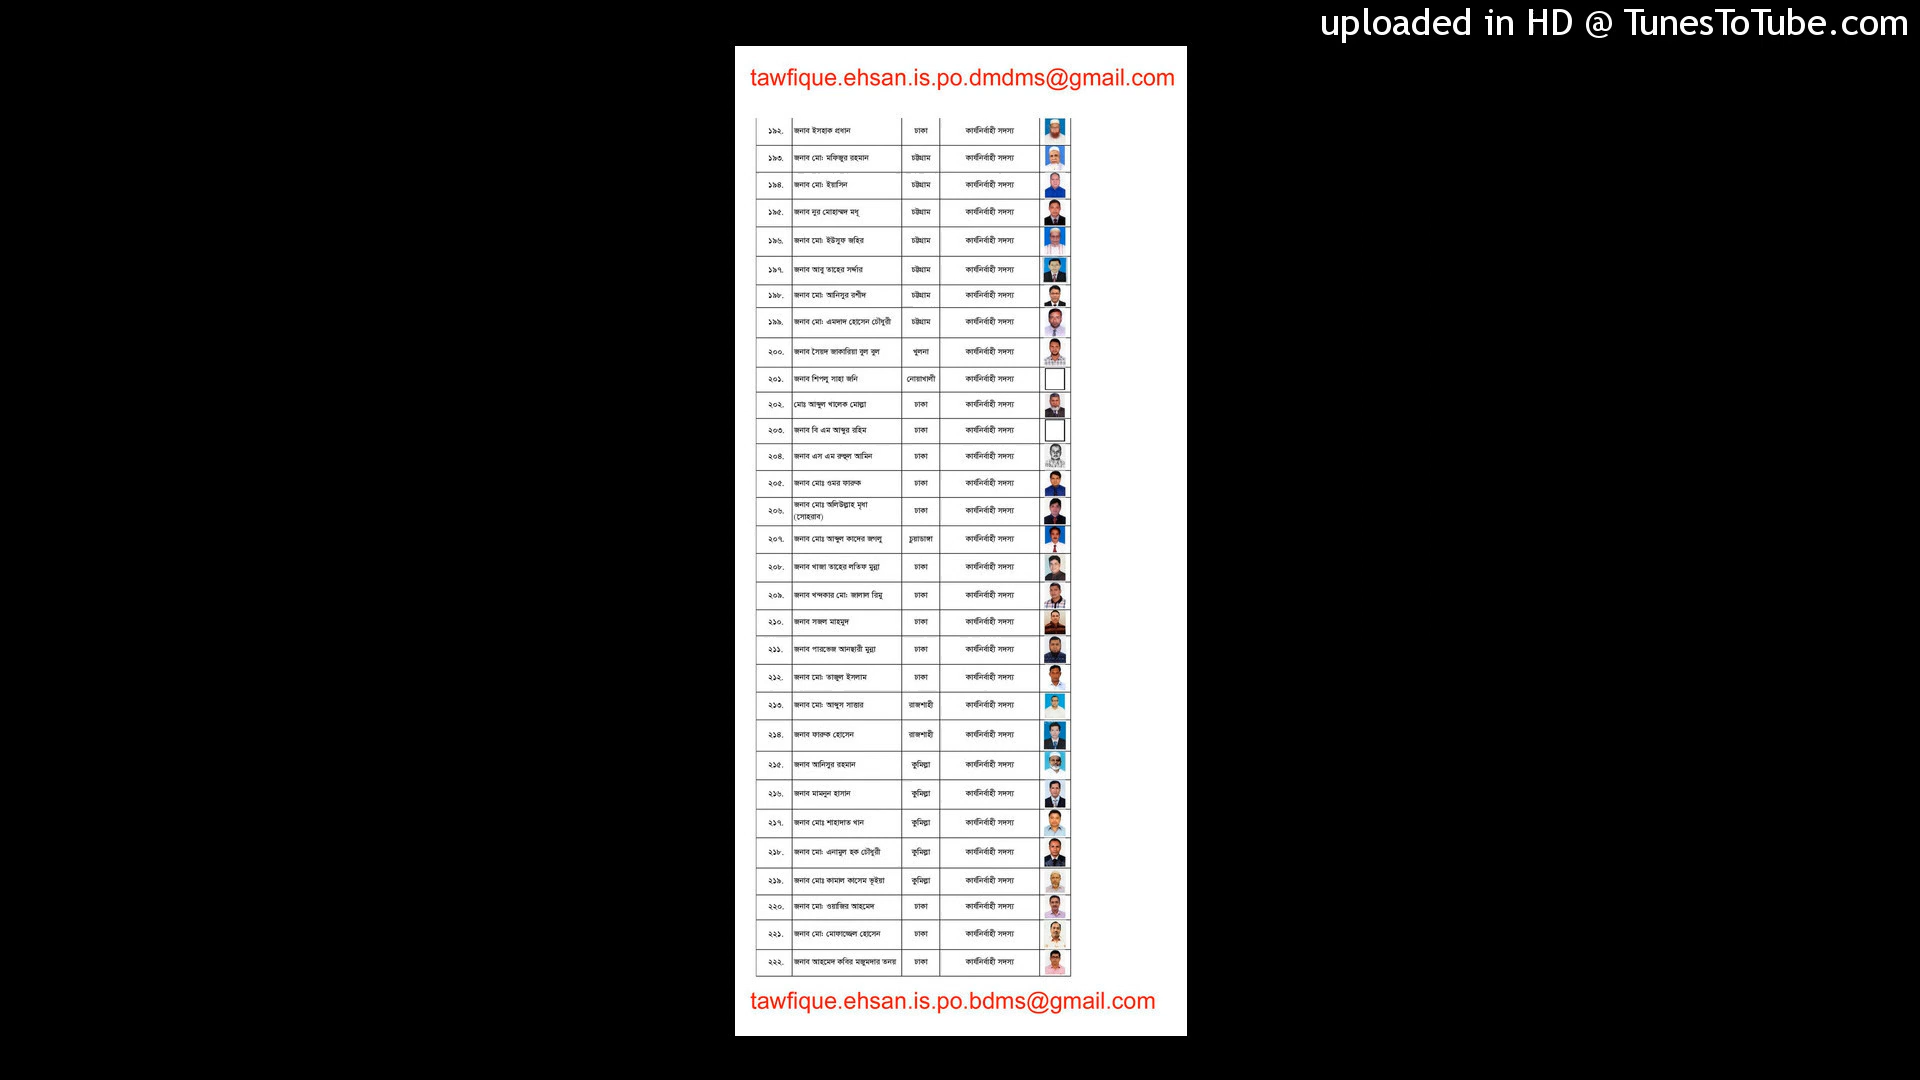 uploaded in HD @ TunesToTube.com
tawfique.ehsan.is.po.dmdms@gmail.com
১৯২. জনাব ইসহাক প্রধান ঢাকা কার্যনির্বাহী সদস্য
১৯৩. জনাব মো: মফিজুর রহমান চট্টগ্রাম কার্যনির্বাহী সদস্য
১৯৪. জনাব মো: ইয়াসিন চট্টগ্রাম কার্যনির্বাহী সদস্য
১৯৫. জনাব নুর মোহাম্মদ মধু চট্টগ্রাম কার্যনির্বাহী সদস্য
১৯৬. জনাব মো: ইউসুফ জহির চট্টগ্রাম কার্যনির্বাহী সদস্য
১৯৭. জনাব আবু তাহের সর্দ্দার চট্টগ্রাম কার্যনির্বাহী সদস্য
১৯৮. জনাব মো: আনিসুর রশীদ চট্টগ্রাম কার্যনির্বাহী সদস্য
১৯৯. জনাব মো: এমদাদ হোসেন চৌধুরী চট্টগ্রাম কার্যনির্বাহী সদস্য
২০০. জনাব সৈয়দ জাকারিয়া বুল বুল খুলনা কার্যনির্বাহী সদস্য
২০১. জনাব শিপলু সাহা জনি নোয়াখালী কার্যনির্বাহী সদস্য
২০২. মোঃ আব্দুল খালেক মোল্লা ঢাকা কার্যনির্বাহী সদস্য
২০৩. জনাব বি এম আব্দুর রহিম ঢাকা কার্যনির্বাহী সদস্য
২০৪. জনাব এস এম রুহুল আমিন ঢাকা কার্যনির্বাহী সদস্য
২০৫. জনাব মোঃ ওমর ফারুক ঢাকা কার্যনির্বাহী সদস্য
২০৬. জনাব মোঃ অলিউল্লাহ মৃধা (সোহরাব) ঢাকা কার্যনির্বাহী সদস্য
২০৭. জনাব মোঃ আব্দুল কাদের জগলু চুয়াডাঙ্গা কার্যনির্বাহী সদস্য
২০৮. জনাব খাজা তাহের লতিফ মুন্না ঢাকা কার্যনির্বাহী সদস্য
২০৯. জনাব খন্দকার মো: জালাল রিমু ঢাকা কার্যনির্বাহী সদস্য
২১০. জনাব সজল মাহমুদ ঢাকা কার্যনির্বাহী সদস্য
২১১. জনাব পারভেজ আনছারী মুন্না ঢাকা কার্যনির্বাহী সদস্য
২১২. জনাব মো: তাজুল ইসলাম ঢাকা কার্যনির্বাহী সদস্য
২১৩. জনাব মো: আব্দুস সাত্তার রাজশাহী কার্যনির্বাহী সদস্য
২১৪. জনাব ফারুক হোসেন রাজশাহী কার্যনির্বাহী সদস্য
২১৫. জনাব আনিসুর রহমান কুমিল্লা কার্যনির্বাহী সদস্য
২১৬. জনাব মামনুন হাসান কুমিল্লা কার্যনির্বাহী সদস্য
২১৭. জনাব মোঃ শাহাদাত খান কুমিল্লা কার্যনির্বাহী সদস্য
২১৮. জনাব মো: এনামুল হক চৌধুরী কুমিল্লা কার্যনির্বাহী সদস্য
২১৯. জনাব মোঃ কামাল কাসেম ভূইয়া কুমিল্লা কার্যনির্বাহী সদস্য
২২০. জনাব মো: ওয়াজির আহমেদ ঢাকা কার্যনির্বাহী সদস্য
২২১. জনাব মো: মোফাজ্জেল হোসেন ঢাকা কার্যনির্বাহী সদস্য
২২২. জনাব আহমেদ কবির মজুমদার তনয় ঢাকা কার্যনির্বাহী সদস্য
tawfique.ehsan.is.po.bdms@gmail.com